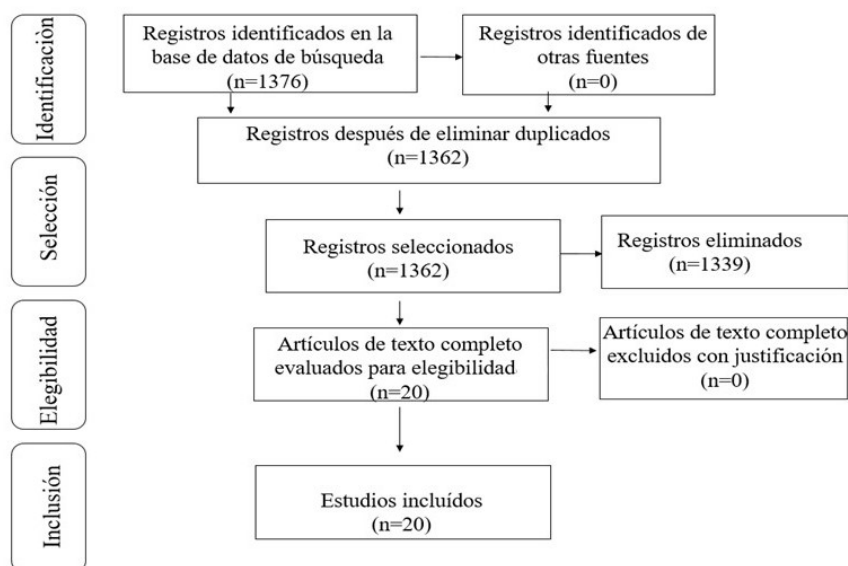 Identificaciòn
Registros identificados en la
base de datos de búsqueda
(n=1376)
Registros identificados de
otras fuentes
(n=0)
Registros después de eliminar duplicados
(n=1362)
Selección
Registros seleccionados
(n=1362)
Registros eliminados
(n=1339)
Elegibilidad
Artículos de texto completo
evaluados para elegibilidad
(n=20)
Artículos de texto completo
excluidos con justificación
(n=0)
Inclusión
Estudios incluídos
(n=20)